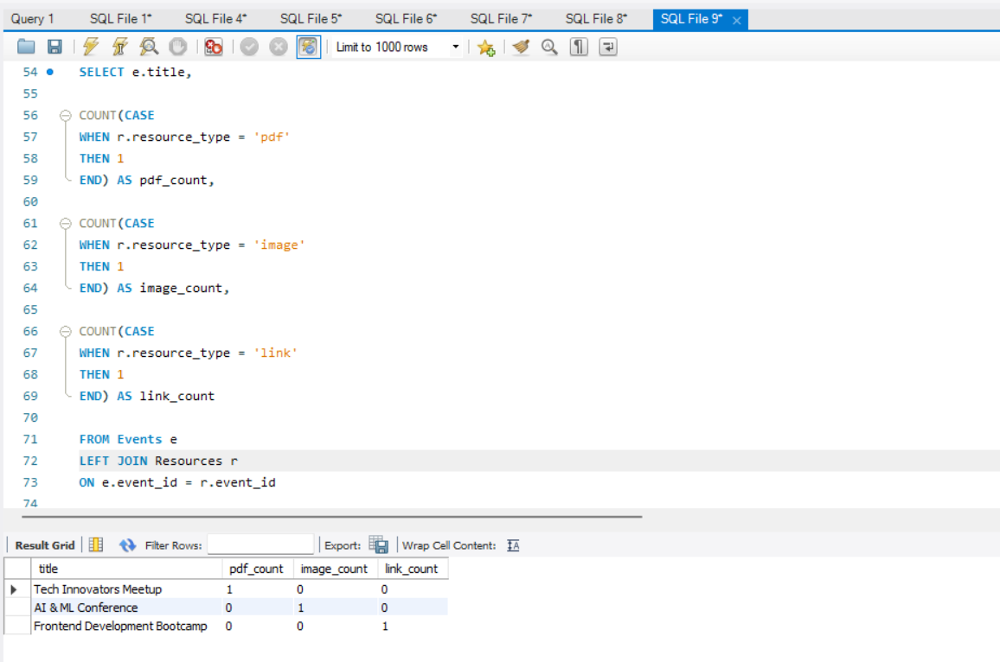 Query 1 SQL File 1* SQL File 4* SQL File 5* SQL File 6* SQL File 7* SQL File 8* SQL File 9* ×
Limit to 1000 rows
54 SELECT e.title,
55
56 COUNT(CASE
57 WHEN r.resource_type = 'pdf'
58 THEN 1
59 END) AS pdf_count,
60
61 COUNT(CASE
62 WHEN r.resource_type = 'image'
63 THEN 1
64 END) AS image_count,
65
66 COUNT(CASE
67 WHEN r.resource_type = 'link'
68 THEN 1
69 END) AS link_count
70
71 FROM Events e
72 LEFT JOIN Resources r
73 ON e.event_id = r.event_id
74
Result Grid Filter Rows: Export: Wrap Cell Content: IA
title pdf_count image_count link_count
Tech Innovators Meetup 1 0 0
AI & ML Conference 0 1 0
Frontend Development Bootcamp 0 0 1